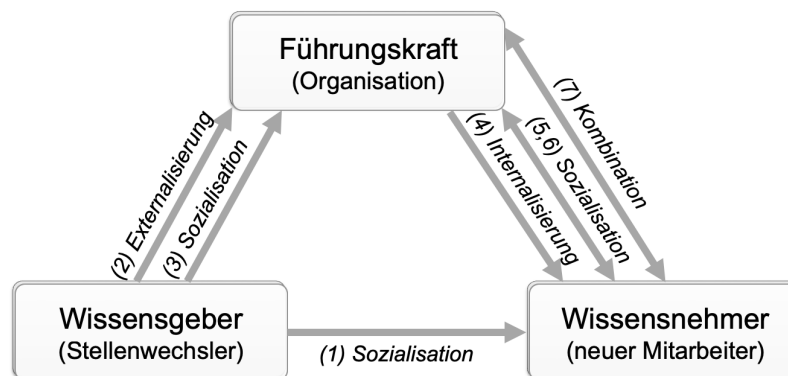 Führungskraft
(Organisation)
(2) Externalisierung
(3) Sozialisation
(4) Internalisierung
(5,6) Sozialisation
(7) Kombination
Wissensgeber
(Stellenwechsler)
(1) Sozialisation
Wissensnehmer
(neuer Mitarbeiter)